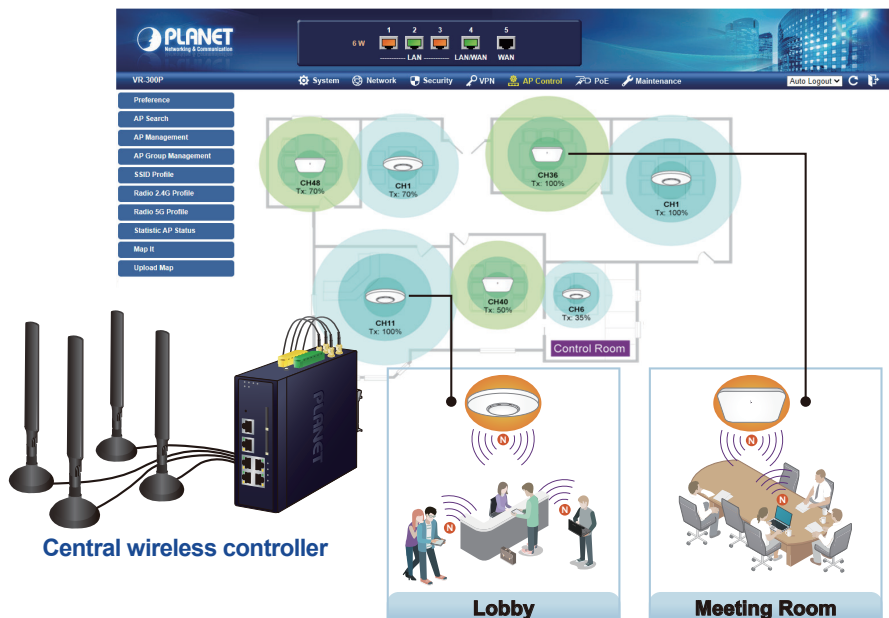 PLANET
Networking & Communication
1 2 3 4 5
6 W
LAN LAN/WAN WAN
VR-300P
System Network Security VPN AP Control PoE Maintenance Auto Logout C
Preference
AP Search
AP Management
AP Group Management
SSID Profile
Radio 2.4G Profile
Radio 5G Profile
Statistic AP Status
Map It
Upload Map
CH48
Tx: 70%
CH1
Tx: 70%
CH36
Tx: 100%
CH1
Tx: 100%
CH11
Tx: 100%
CH40
Tx: 50%
CH6
Tx: 35%
Control Room
PLANET
Central wireless controller
N
N
N
Lobby
N
N
Meeting Room